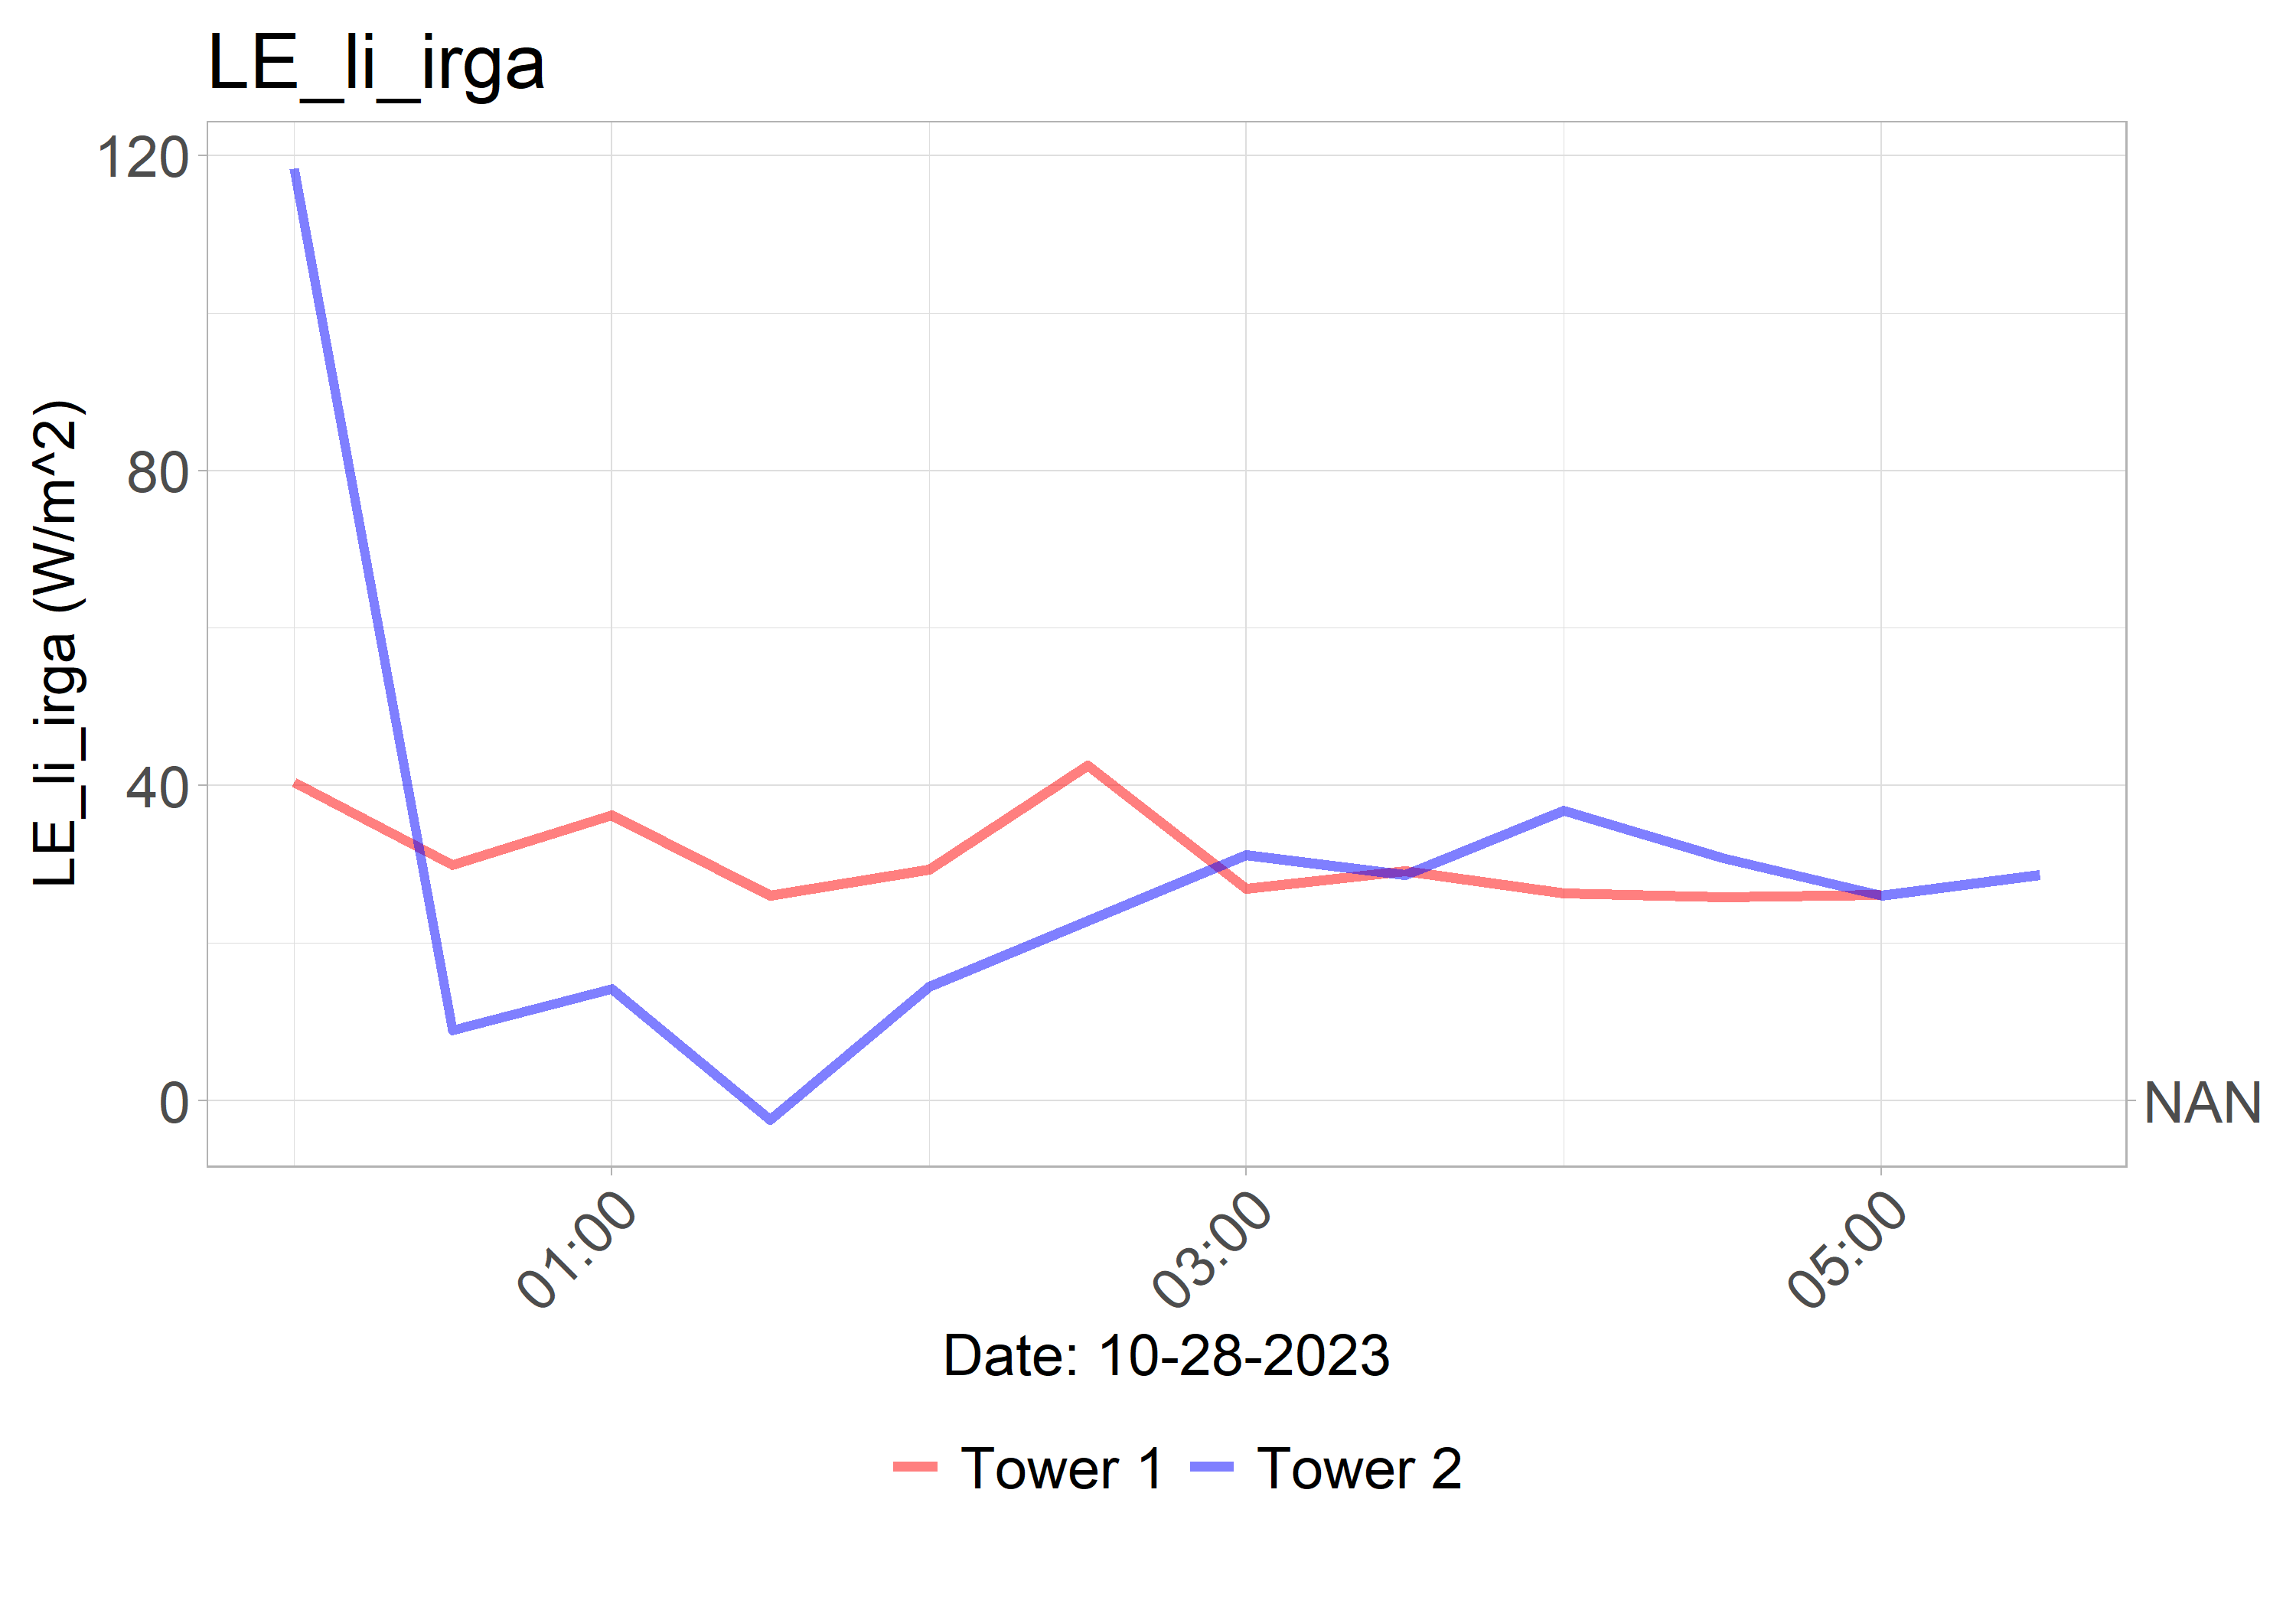 LE_li_irga
LE_li_irga (W/m^2)
120
80
40
0
NAN
01:00
03:00
05:00
Date: 10-28-2023
Tower 1
Tower 2